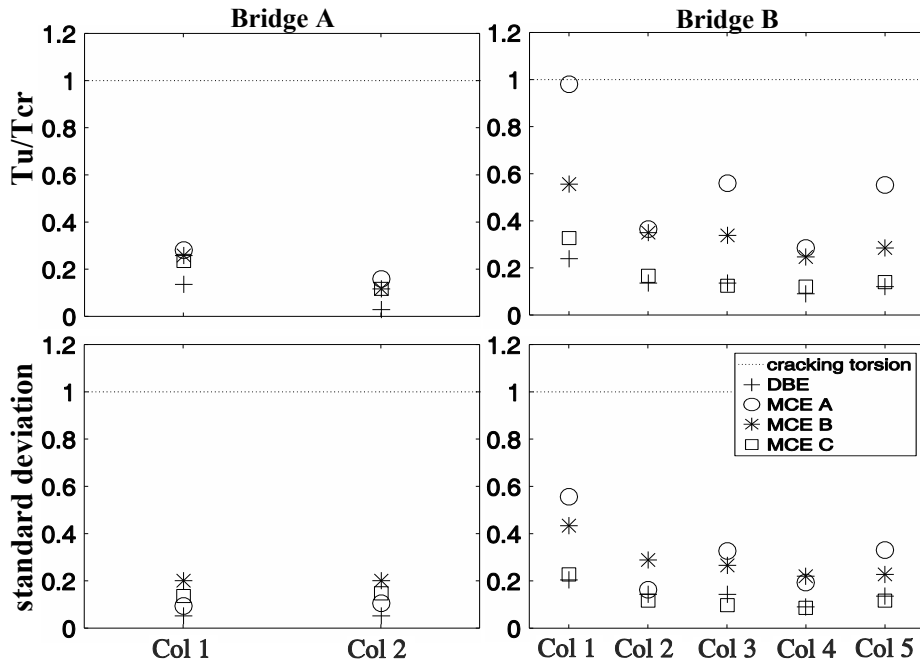 Bridge A
Bridge B
Tu/Tcr
1.2
1
0.8
0.6
0.4
0.2
0
1.2
1
0.8
0.6
0.4
0.2
0
standard deviation
1.2
1
0.8
0.6
0.4
0.2
0
1.2
1
0.8
0.6
0.4
0.2
0
cracking torsion
DBE
MCE A
MCE B
MCE C
Col 1
Col 2
Col 1
Col 2
Col 3
Col 4
Col 5